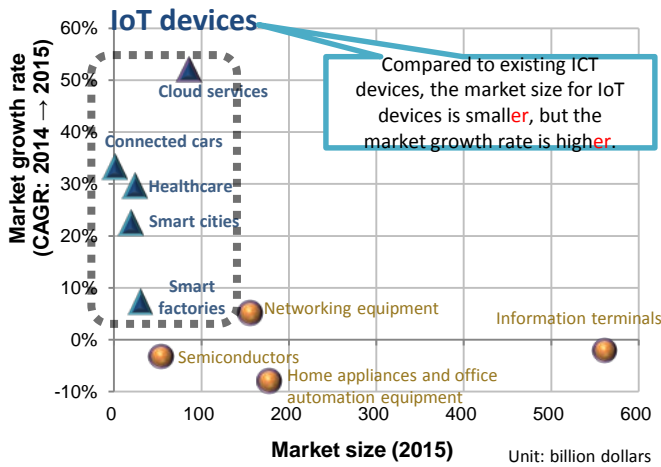 IoT devices
Compared to existing ICT
devices, the market size for IoT
devices is smaller, but the
market growth rate is higher.
Market growth rate
(CAGR: 2014 → 2015)
60%
50%
40%
30%
20%
10%
0%
-10%
Cloud services
Connected cars
Healthcare
Smart cities
Smart
factories
Networking equipment
Information terminals
Semiconductors
Home appliances and office
automation equipment
0 100 200 300 400 500 600
Market size (2015)
Unit: billion dollars